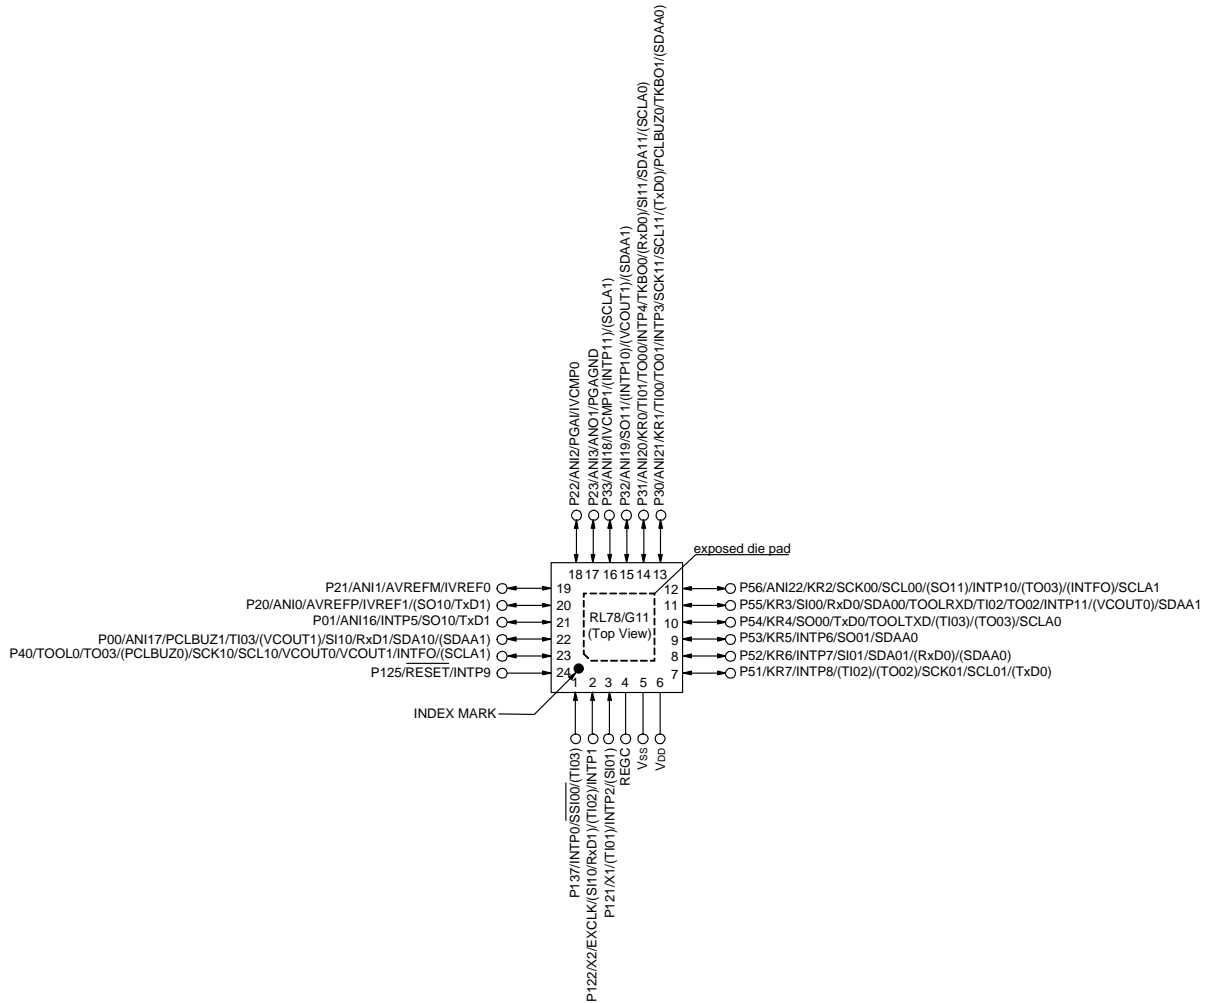 P22/ANI2/PGAI/IVCMP0
P23/ANI3/ANO1/PGAGND
P33/ANI18/IVCMP1/(INTP11)/(SCLA1)
P32/ANI19/SO11/(INTP10)/(VCOUT1)/(SDAA1)
P31/ANI20/KR0/TI01/TO00/INTP4/TKBO0/(RxD0)/SI11/SDA11/(SCLA0)
P30/ANI21/KR1/TI00/TO01/INTP3/SCK11/SCL11/(TxD0)/PCLBUZ0/TKBO1/(SDAA0)
exposed die pad
18 17 16 15 14 13
P21/ANI1/AVREFM/IVREF0 19
P20/ANI0/AVREFP/IVREF1/(SO10/TxD1) 20
P01/ANI16/INTP5/SO10/TxD1 21
P00/ANI17/PCLBUZ1/TI03/(VCOUT1)/SI10/RxD1/SDA10/(SDAA1) 22
P40/TOOL0/TO03/(PCLBUZ0)/SCK10/SCL10/VCOUT0/VCOUT1/INTFO/(SCLA1) 23
P125/RESET/INTP9 24
RL78/G11
(Top View)
12 P56/ANI22/KR2/SCK00/SCL00/(SO11)/INTP10/(TO03)/(INTFO)/SCLA1
11 P55/KR3/SI00/RxD0/SDA00/TOOLRXD/TI02/TO02/INTP11/(VCOUT0)/SDAA1
10 P54/KR4/SO00/TxD0/TOOLTXD/(TI03)/(TO03)/SCLA0
9 P53/KR5/INTP6/SO01/SDAA0
8 P52/KR6/INTP7/SI01/SDA01/(RxD0)/(SDAA0)
7 P51/KR7/INTP8/(TI02)/(TO02)/SCK01/SCL01/(TxD0)
1 2 3 4 5 6
INDEX MARK
P137/INTP0/SSI00/(TI03)
P122/X2/EXCLK/(SI10/RxD1)/(TI02)/INTP1
P121/X1/(TI01)/INTP2/(SI01)
REGC
VSS
VDD